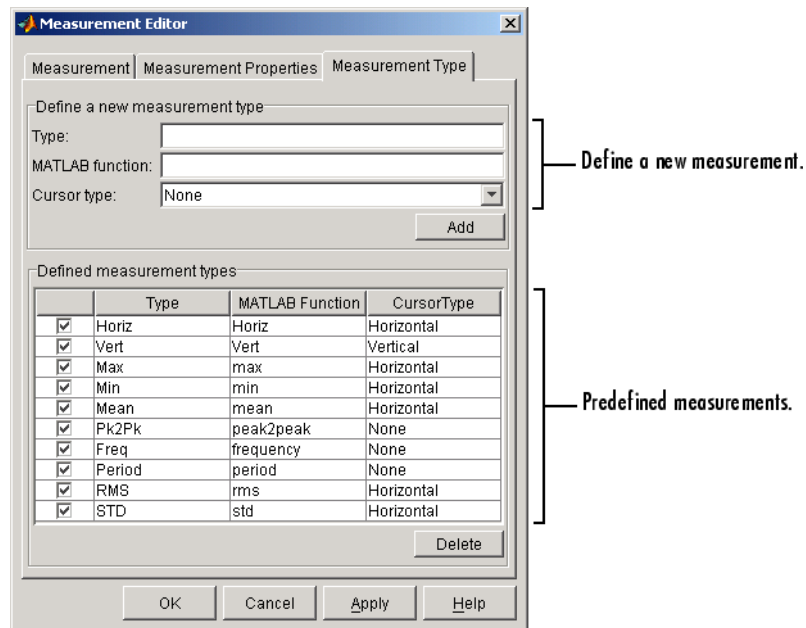 Measurement Editor
Measurement Measurement Properties Measurement Type
Define a new measurement type
Type:
MATLAB function:
Cursor type: None
Add
Define a new measurement.
Defined measurement types
Type MATLAB Function CursorType
Horiz Horiz Horizontal
Vert Vert Vertical
Max max Horizontal
Min min Horizontal
Mean mean Horizontal
Pk2Pk peak2peak None
Freq frequency None
Period period None
RMS rms Horizontal
STD std Horizontal
Predefined measurements.
Delete
OK Cancel Apply Help